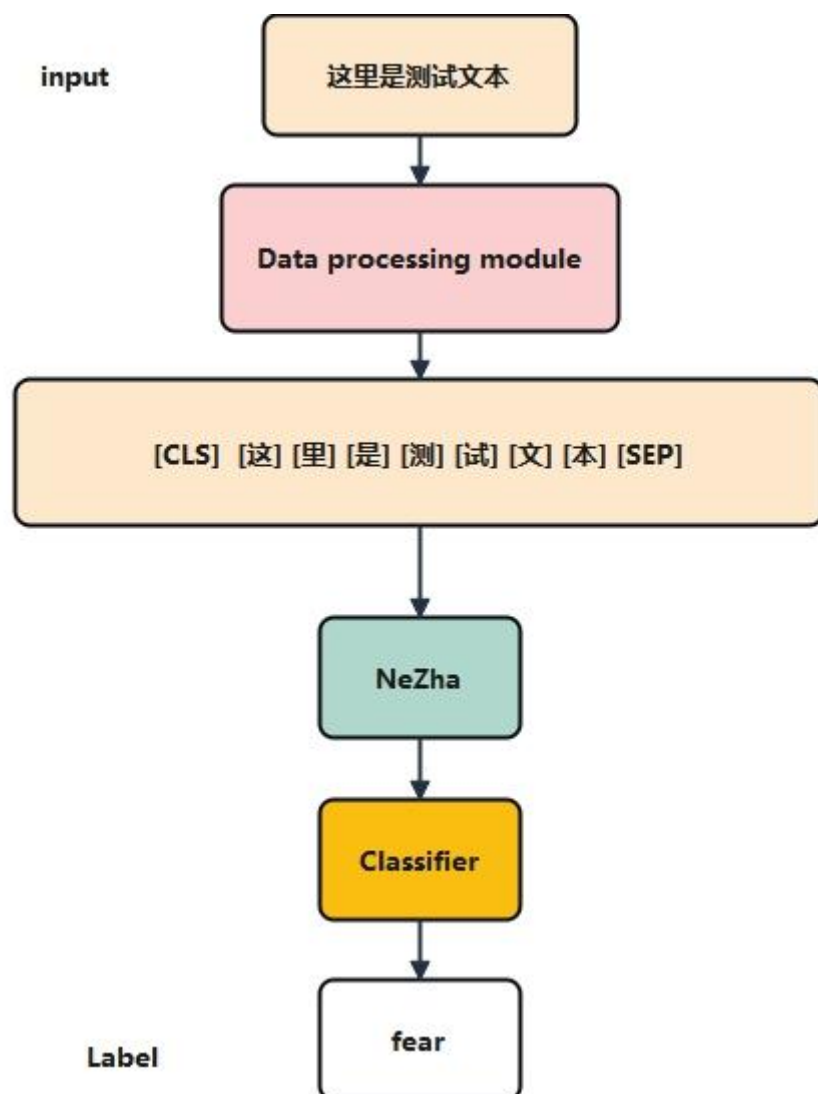 input
这里是测试文本
Data processing module
[CLS] [这] [里] [是] [测] [试] [文] [本] [SEP]
NeZha
Classifier
fear
Label